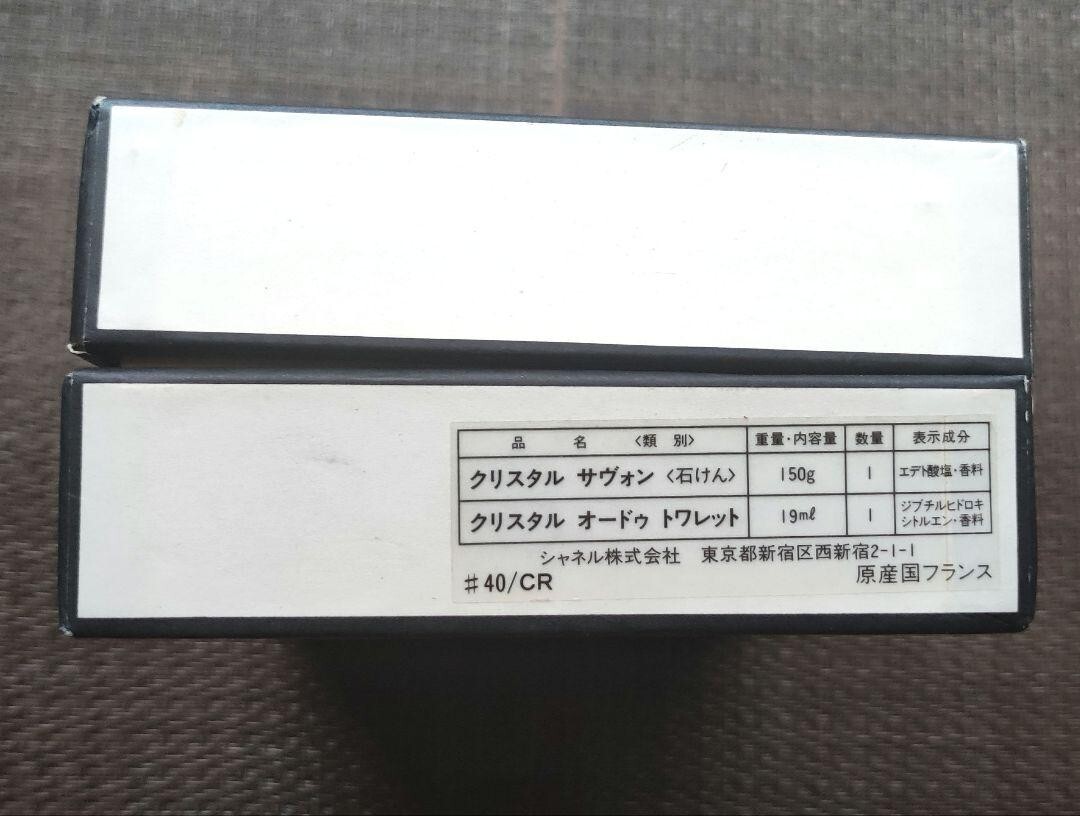 品 名 〈類 別〉 重量・内容量 数量 表示成分
クリスタル サヴォン〈石けん〉 150g 1 エデト酸塩・香料
クリスタル オードゥ トワレット 19ml 1 ジブチルヒドロキ
シトルエン・香料
シャネル株式会社 東京都新宿区西新宿2-1-1
♯40/CR 原産国フランス